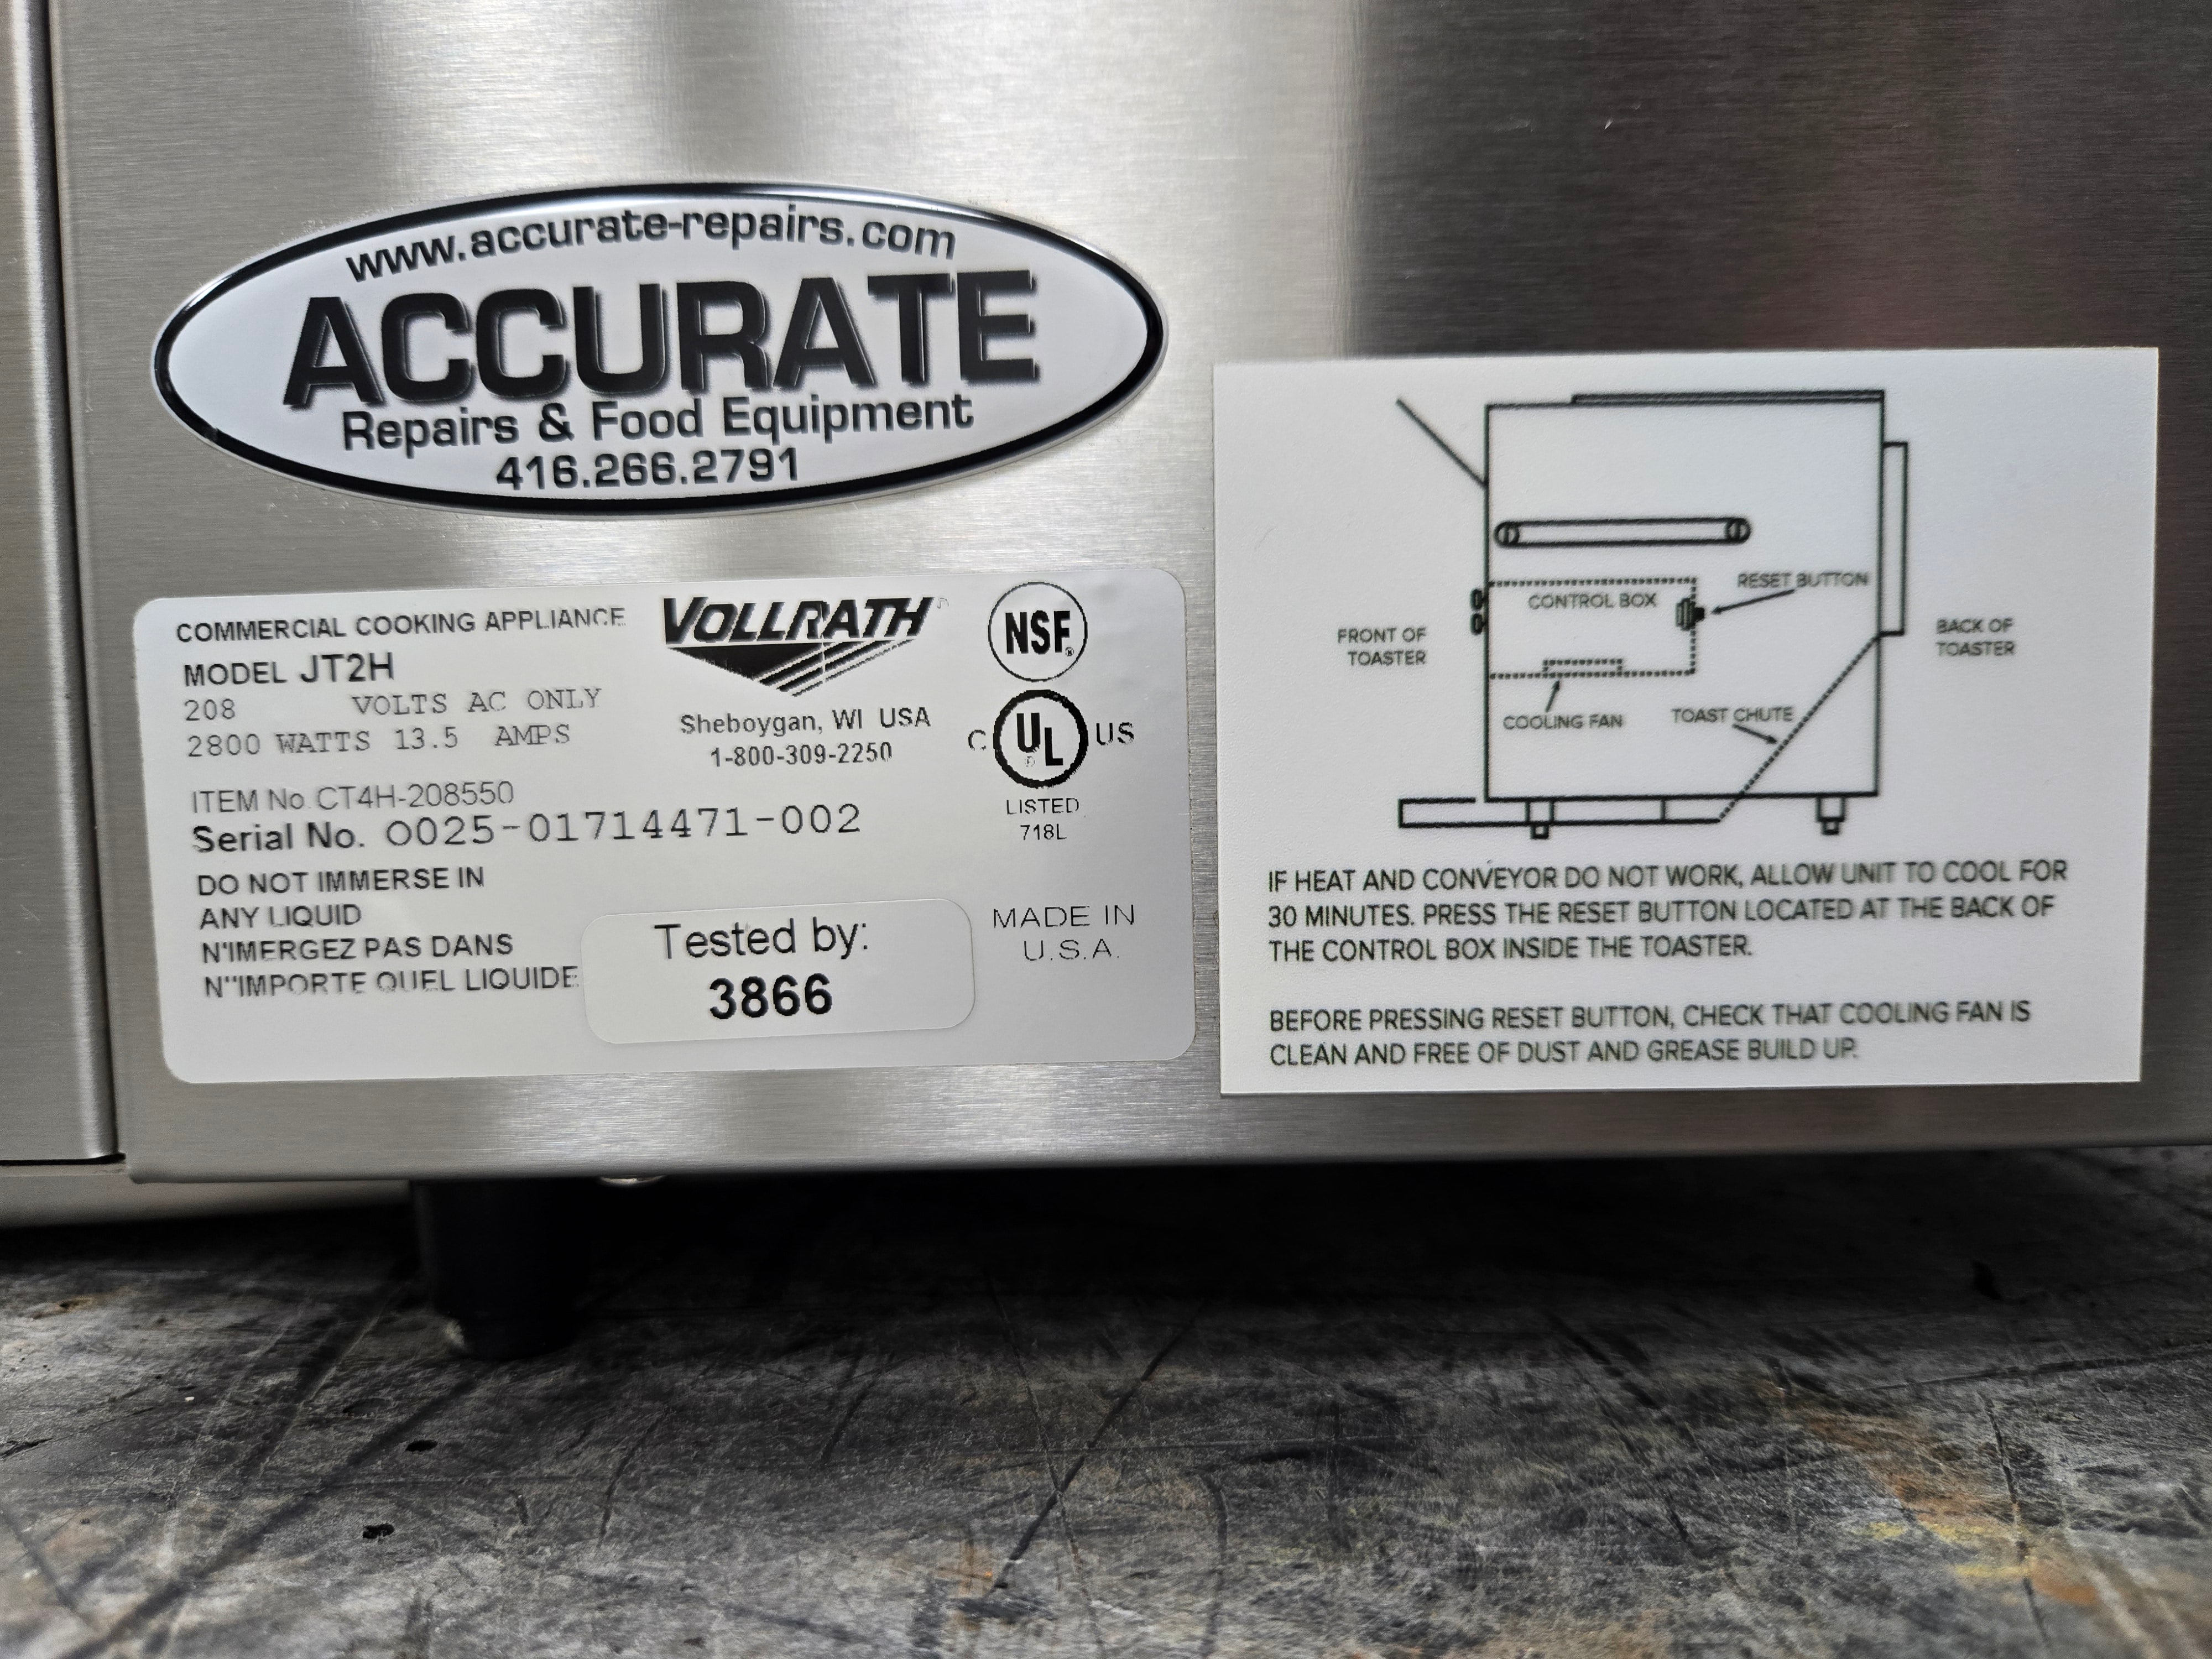 www.accurate-repairs.com
ACCURATE
Repairs & Food Equipment
416.266.2791
COMMERCIAL COOKING APPLIANCE
MODEL JT2H
208 VOLTS AC ONLY
2800 WATTS 13.5 AMPS
ITEM No. CT4H-208550
Serial No. O025-01714471-002
DO NOT IMMERSE IN
ANY LIQUID
N'IMERGEZ PAS DANS
N''IMPORTE QUEL LIQUIDE
VOLLRATH
Sheboygan, WI USA
1-800-309-2250
NSF®
C UL® US
LISTED
718L
Tested by:
3866
MADE IN
U.S.A.
RESET BUTTON
CONTROL BOX
FRONT OF
TOASTER
BACK OF
TOASTER
COOLING FAN
TOAST CHUTE
IF HEAT AND CONVEYOR DO NOT WORK, ALLOW UNIT TO COOL FOR
30 MINUTES. PRESS THE RESET BUTTON LOCATED AT THE BACK OF
THE CONTROL BOX INSIDE THE TOASTER.
BEFORE PRESSING RESET BUTTON, CHECK THAT COOLING FAN IS
CLEAN AND FREE OF DUST AND GREASE BUILD UP.